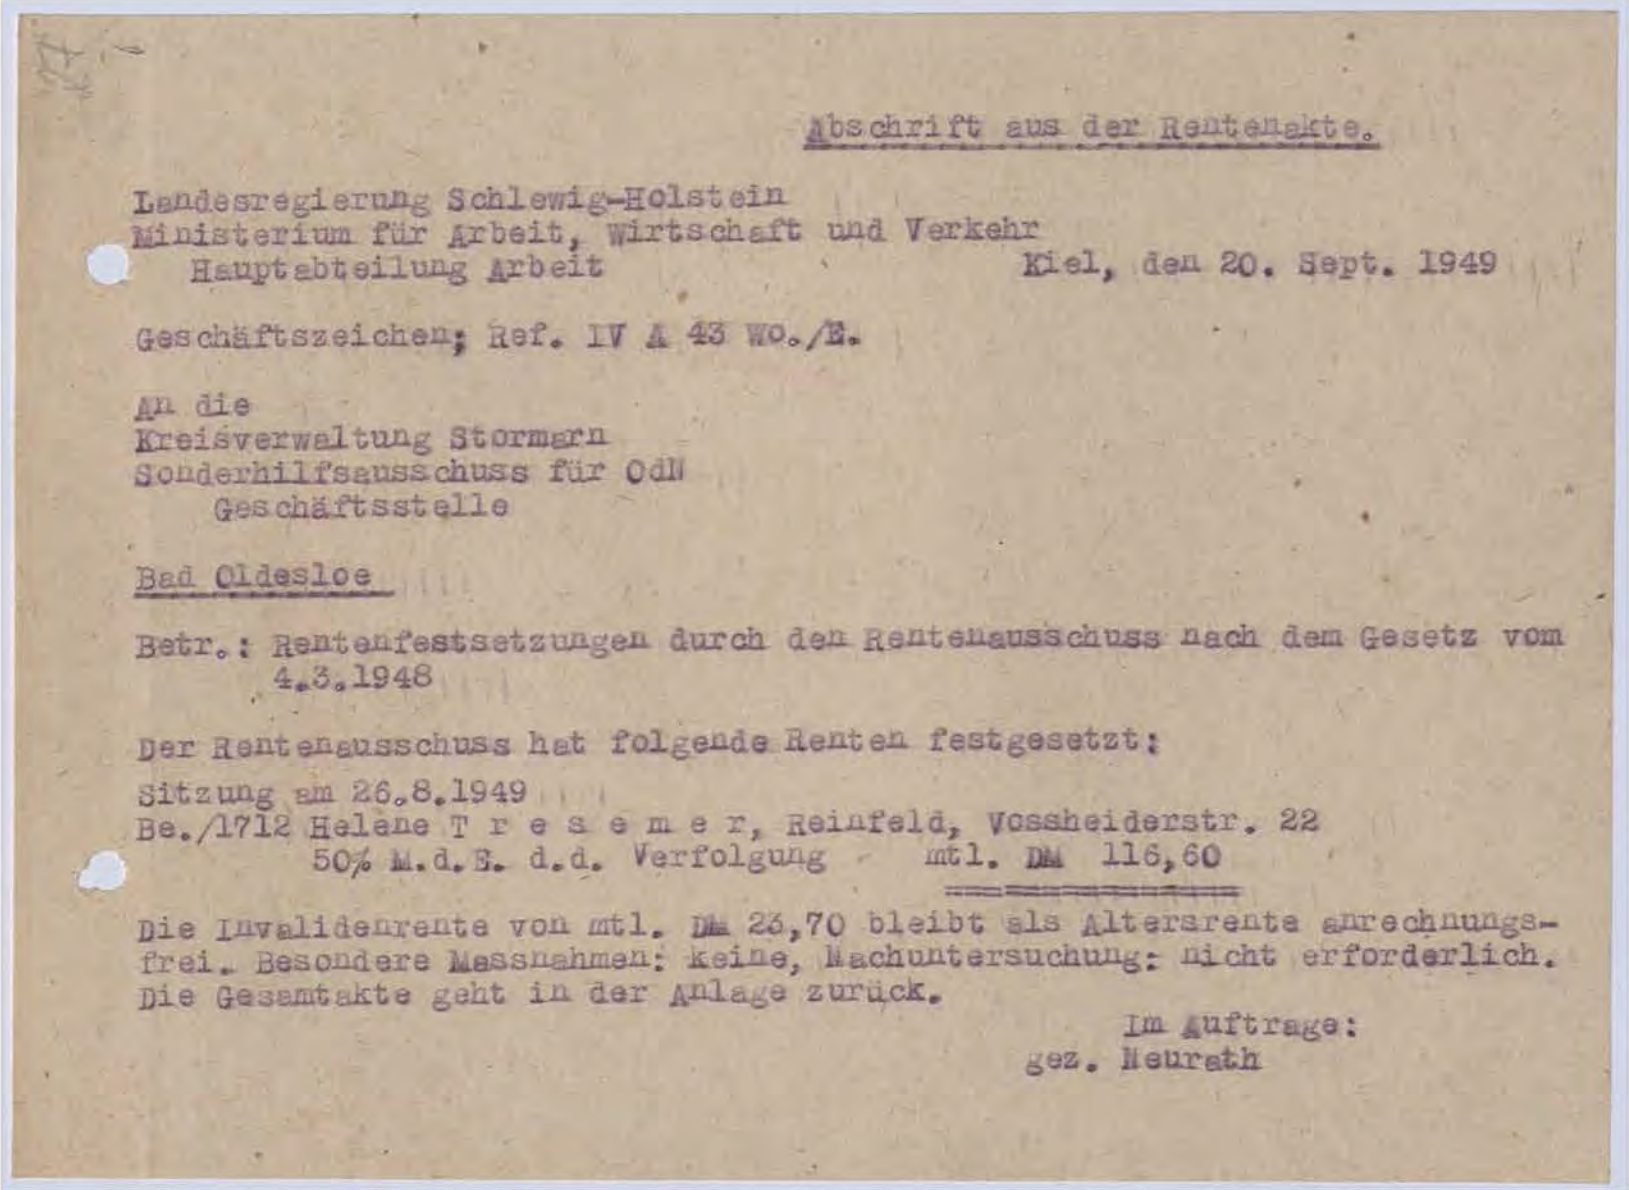 Abschrift aus der Rentenakte.
Landesregierung Schlewig-Holstein
Ministerium für Arbeit, Wirtschaft und Verkehr
Hauptabteilung Arbeit Kiel, den 20. Sept. 1949
Geschäftszeichen; Ref. IV A 43 Wo./E.
An die
Kreisverwaltung Stormarn
Sonderhilfsausschuss für OdN
Geschäftsstelle
Bad Oldesloe
Betr.: Rentenfestsetzungen durch den Rentenausschuss nach dem Gesetz vom
4.3.1948
Der Rentenausschuss hat folgende Renten festgesetzt:
Sitzung am 26.8.1949
Be./1712 Helene T r e s e m e r, Reinfeld, Vossheiderstr. 22
50% M.d.E. d.d. Verfolgung mtl. DM 116,60
Die Invalidenrente von mtl. DM 23,70 bleibt als Altersrente anrechnungs-
frei. Besondere Massnahmen: keine, Nachuntersuchung: nicht erforderlich.
Die Gesamtakte geht in der Anlage zurück.
Im Auftrage:
gez. Neurath